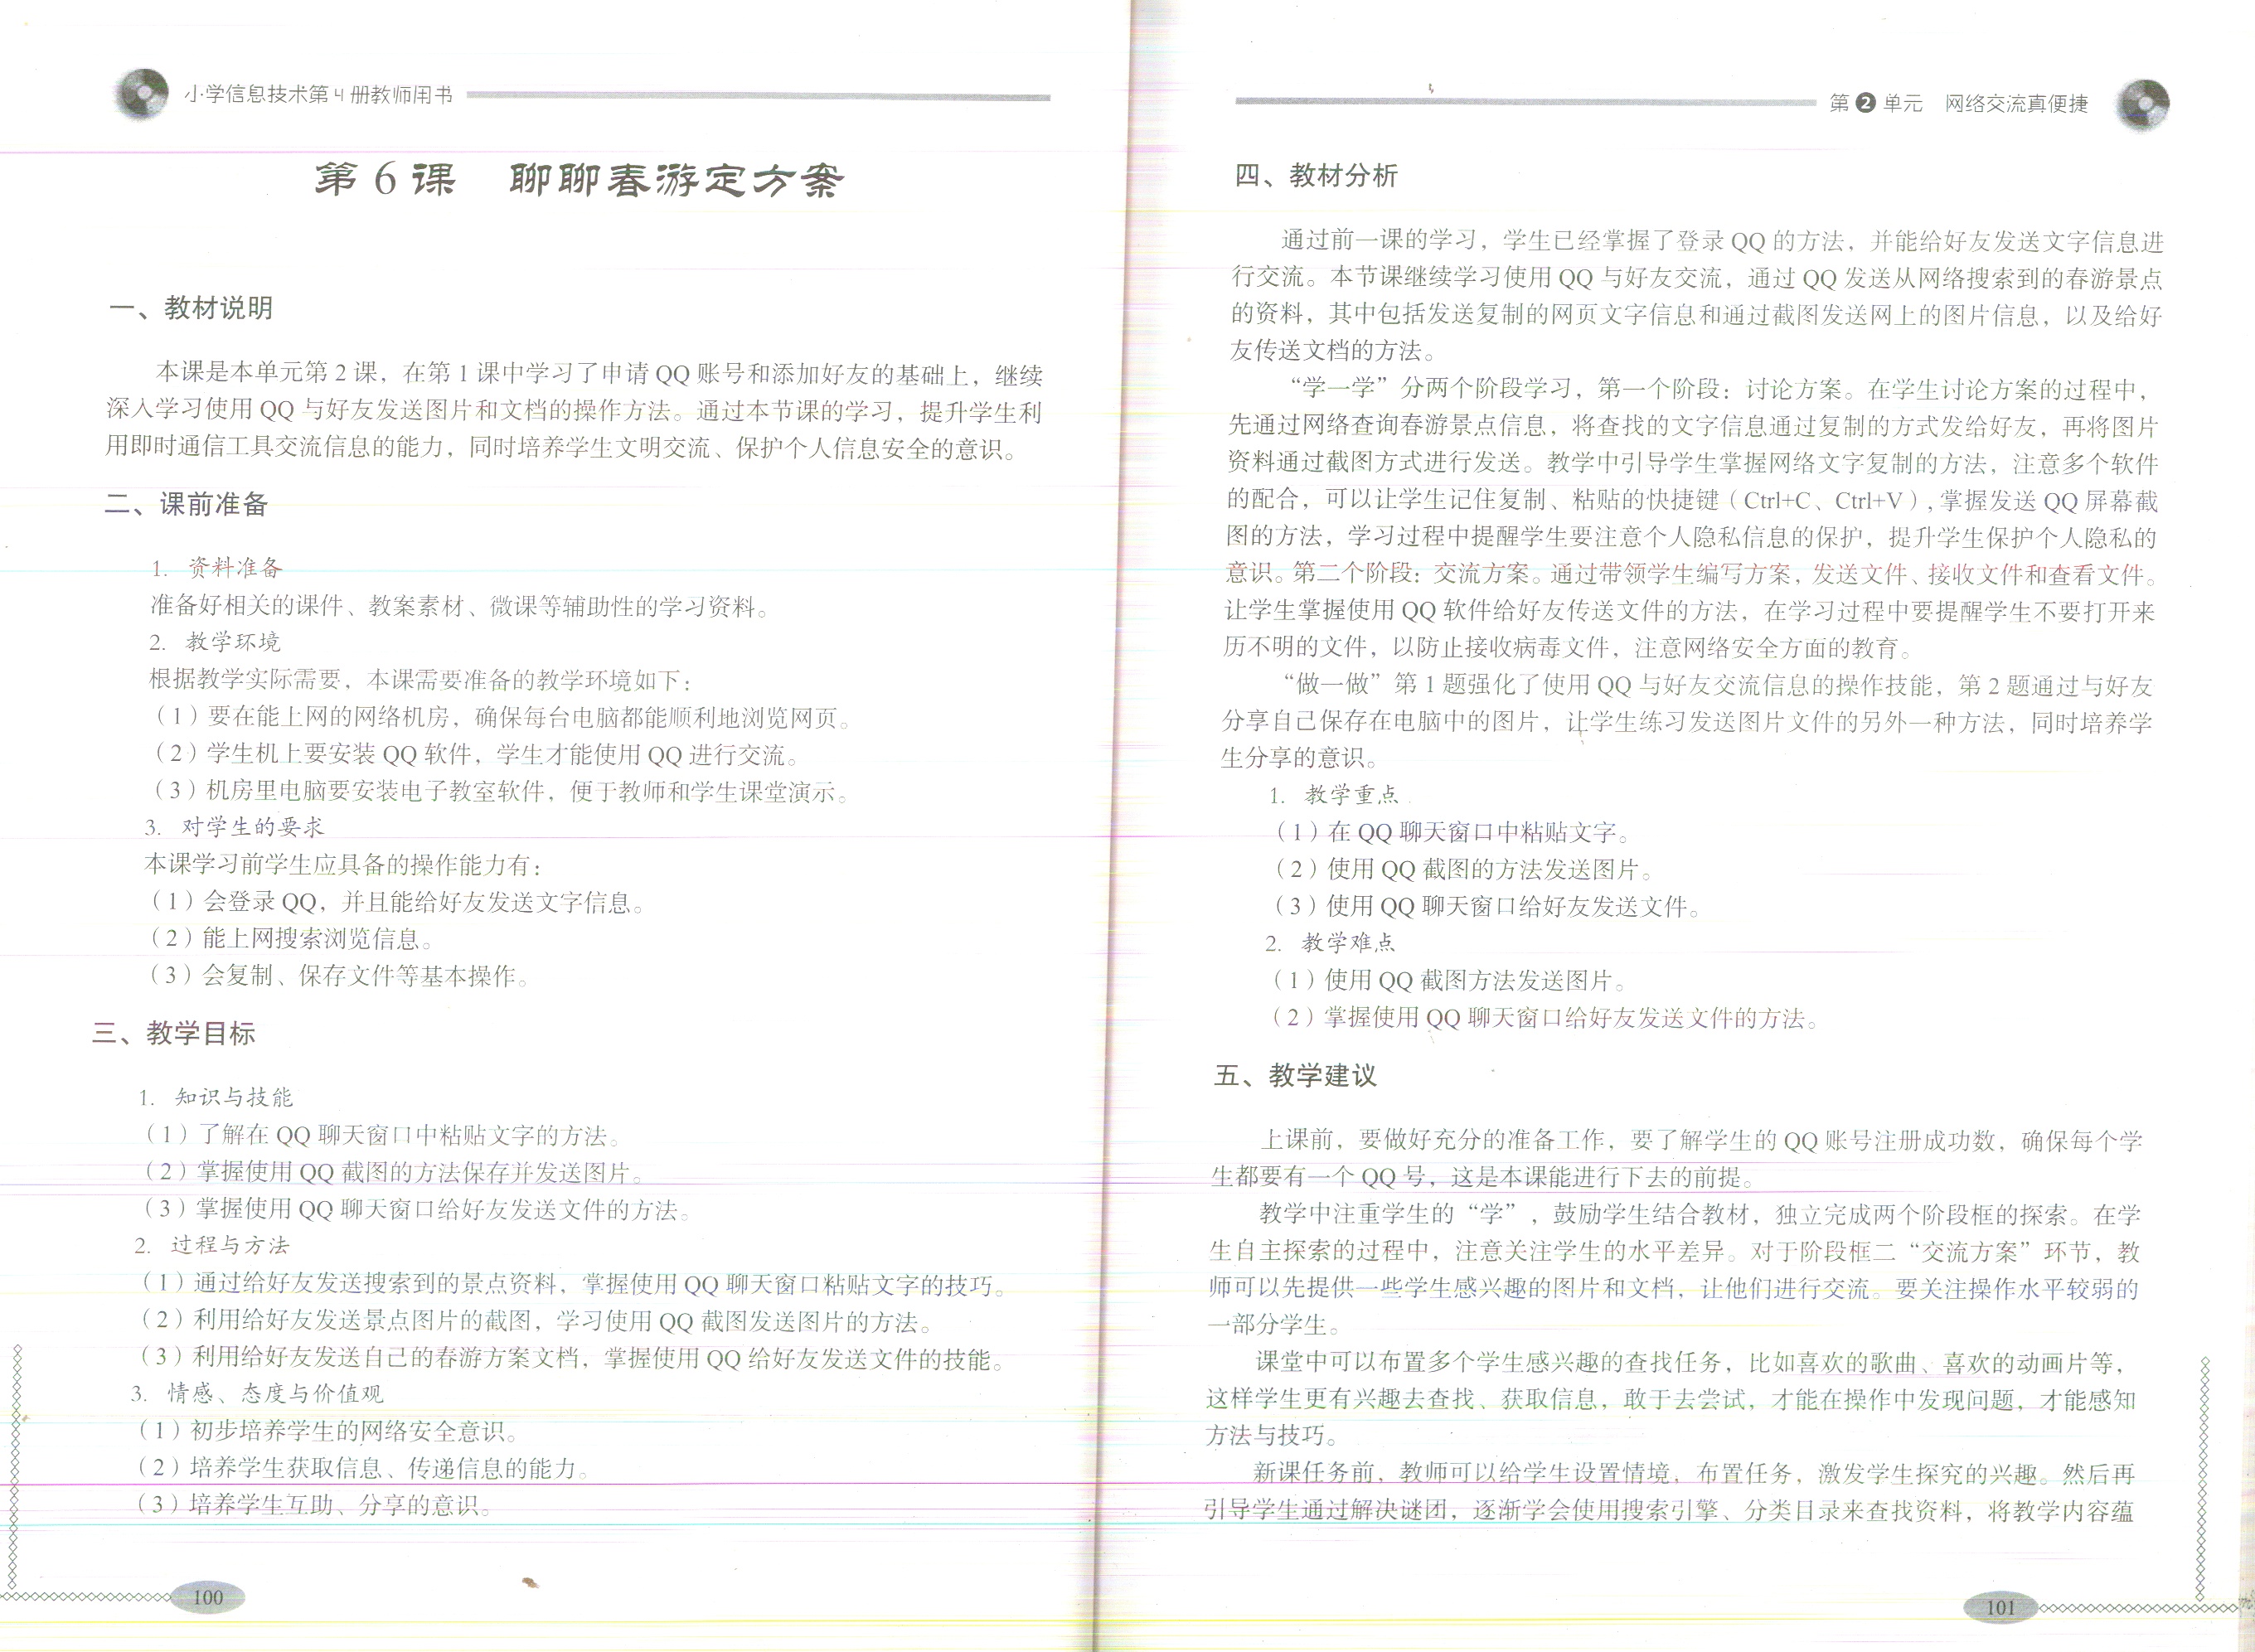 小学信息技术第4册教师用书
第6课 聊聊春游定方案
一、教材说明
本课是本单元第2课，在第1课中学习了申请QQ账号和添加好友的基础上，继续
深入学习使用QQ与好友发送图片和文档的操作方法。通过本节课的学习，提升学生利
用即时通信工具交流信息的能力，同时培养学生文明交流、保护个人信息安全的意识。
二、课前准备
1. 资料准备
准备好相关的课件、教案素材、微课等辅助性的学习资料。
2. 教学环境
根据教学实际需要，本课需要准备的教学环境如下：
（1）要在能上网的网络机房，确保每台电脑都能顺利地浏览网页。
（2）学生机上要安装QQ软件，学生才能使用QQ进行交流。
（3）机房里电脑要安装电子教室软件，便于教师和学生课堂演示。
3. 对学生的要求
本课学习前学生应具备的操作能力有：
（1）会登录QQ，并且能给好友发送文字信息。
（2）能上网搜索浏览信息。
（3）会复制、保存文件等基本操作。
三、教学目标
1. 知识与技能
（1）了解在QQ聊天窗口中粘贴文字的方法。
（2）掌握使用QQ截图的方法保存并发送图片。
（3）掌握使用QQ聊天窗口给好友发送文件的方法。
2. 过程与方法
（1）通过给好友发送搜索到的景点资料，掌握使用QQ聊天窗口粘贴文字的技巧。
（2）利用给好友发送景点图片的截图，学习使用QQ截图发送图片的方法。
（3）利用给好友发送自己的春游方案文档，掌握使用QQ给好友发送文件的技能。
3. 情感、态度与价值观
（1）初步培养学生的网络安全意识。
（2）培养学生获取信息、传递信息的能力。
（3）培养学生互助、分享的意识。
100
第2单元 网络交流真便捷
四、教材分析
通过前一课的学习，学生已经掌握了登录QQ的方法，并能给好友发送文字信息进
行交流。本节课继续学习使用QQ与好友交流，通过QQ发送从网络搜索到的春游景点
的资料，其中包括发送复制的网页文字信息和通过截图发送网上的图片信息，以及给好
友传送文档的方法。
“学一学”分两个阶段学习，第一个阶段：讨论方案。在学生讨论方案的过程中，
先通过网络查询春游景点信息，将查找的文字信息通过复制的方式发给好友，再将图片
资料通过截图方式进行发送。教学中引导学生掌握网络文字复制的方法，注意多个软件
的配合，可以让学生记住复制、粘贴的快捷键（Ctrl+C、Ctrl+V），掌握发送QQ屏幕截
图的方法，学习过程中提醒学生要注意个人隐私信息的保护，提升学生保护个人隐私的
意识。第二个阶段：交流方案。通过带领学生编写方案，发送文件、接收文件和查看文件。
让学生掌握使用QQ软件给好友传送文件的方法，在学习过程中要提醒学生不要打开来
历不明的文件，以防止接收病毒文件，注意网络安全方面的教育。
“做一做”第1题强化了使用QQ与好友交流信息的操作技能，第2题通过与好友
分享自己保存在电脑中的图片，让学生练习发送图片文件的另外一种方法，同时培养学
生分享的意识。
1. 教学重点
（1）在QQ聊天窗口中粘贴文字。
（2）使用QQ截图的方法发送图片。
（3）使用QQ聊天窗口给好友发送文件。
2. 教学难点
（1）使用QQ截图方法发送图片。
（2）掌握使用QQ聊天窗口给好友发送文件的方法。
五、教学建议
上课前，要做好充分的准备工作，要了解学生的QQ账号注册成功数，确保每个学
生都要有一个QQ号，这是本课能进行下去的前提。
教学中注重学生的“学”，鼓励学生结合教材，独立完成两个阶段框的探索。在学
生自主探索的过程中，注意关注学生的水平差异。对于阶段框二“交流方案”环节，教
师可以先提供一些学生感兴趣的图片和文档，让他们进行交流。要关注操作水平较弱的
一部分学生。
课堂中可以布置多个学生感兴趣的查找任务，比如喜欢的歌曲、喜欢的动画片等，
这样学生更有兴趣去查找、获取信息，敢于去尝试，才能在操作中发现问题，才能感知
方法与技巧。
新课任务前，教师可以给学生设置情境，布置任务，激发学生探究的兴趣。然后再
引导学生通过解决谜团，逐渐学会使用搜索引擎、分类目录来查找资料，将教学内容蕴
101